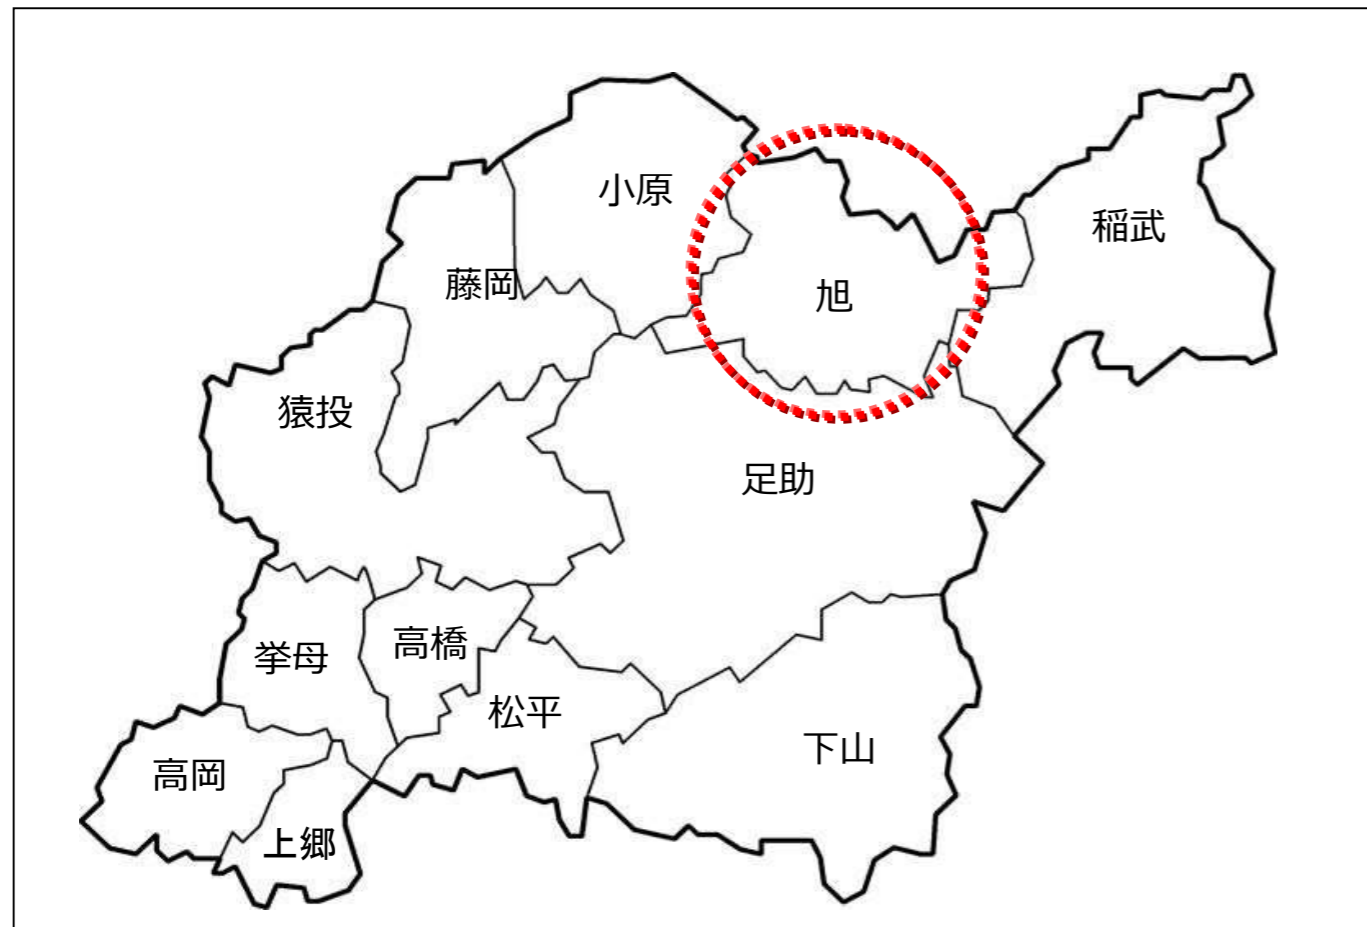 小原
稲武
藤岡
旭
猿投
足助
挙母
高橋
松平
高岡
下山
上郷